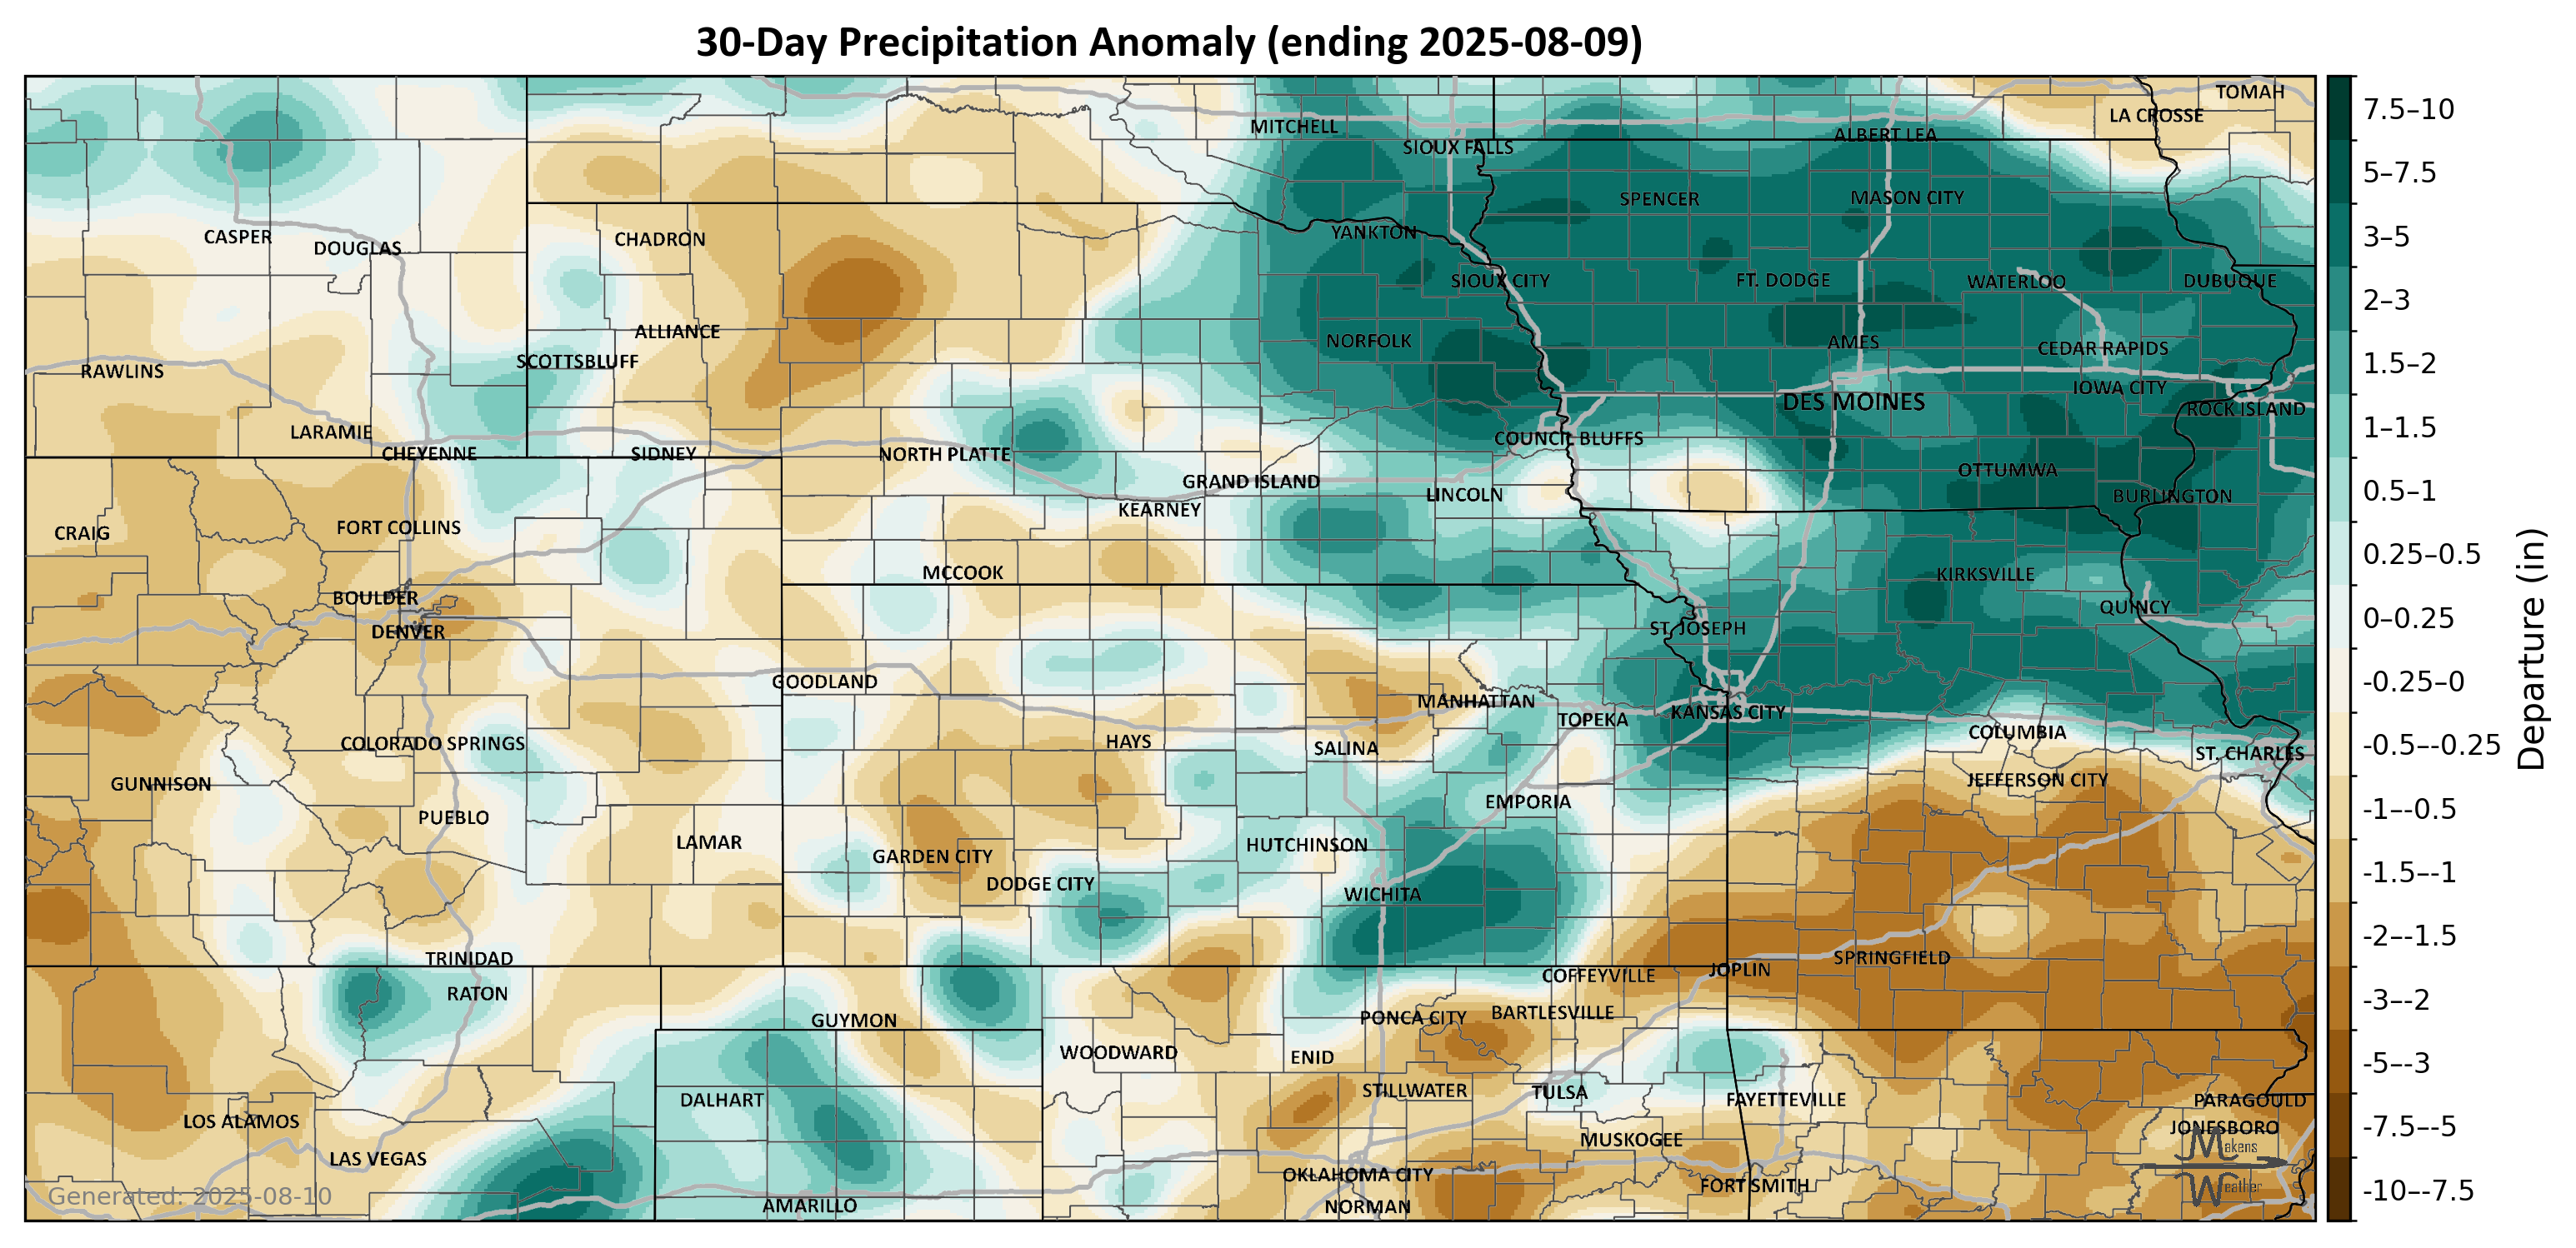 30-Day Precipitation Anomaly (ending 2025-08-09)
TOMAH
LA CROSSE
MITCHELL
ALBERT LEA
SIOUX FALLS
SPENCER
MASON CITY
YANKTON
CASPER
CHADRON
DOUGLAS
SIOUX CITY
FT. DODGE
WATERLOO
DUBUQUE
ALLIANCE
NORFOLK
AMES
CEDAR RAPIDS
SCOTTSBLUFF
RAWLINS
IOWA CITY
DES MOINES
ROCK ISLAND
LARAMIE
COUNCIL BLUFFS
CHEYENNE
SIDNEY
NORTH PLATTE
OTTUMWA
GRAND ISLAND
LINCOLN
BURLINGTON
KEARNEY
FORT COLLINS
CRAIG
MCCOOK
KIRKSVILLE
BOULDER
QUINCY
DENVER
ST. JOSEPH
GOODLAND
MANHATTAN
KANSAS CITY
TOPEKA
COLUMBIA
HAYS
COLORADO SPRINGS
SALINA
ST. CHARLES
JEFFERSON CITY
GUNNISON
EMPORIA
PUEBLO
LAMAR
HUTCHINSON
GARDEN CITY
DODGE CITY
WICHITA
TRINIDAD
SPRINGFIELD
JOPLIN
COFFEYVILLE
RATON
BARTLESVILLE
PONCA CITY
GUYMON
WOODWARD
ENID
STILLWATER
TULSA
DALHART
FAYETTEVILLE
PARAGOULD
LOS ALAMOS
JONESBORO
MUSKOGEE
LAS VEGAS
OKLAHOMA CITY
FORT SMITH
AMARILLO
NORMAN
Makens
Weather
Generated: 2025-08-10
7.5–10
5–7.5
3–5
2–3
1.5–2
1–1.5
0.5–1
0.25–0.5
0–0.25
-0.25–0
-0.5–-0.25
-1–-0.5
-1.5–-1
-2–-1.5
-3–-2
-5–-3
-7.5–-5
-10–-7.5
Departure (in)